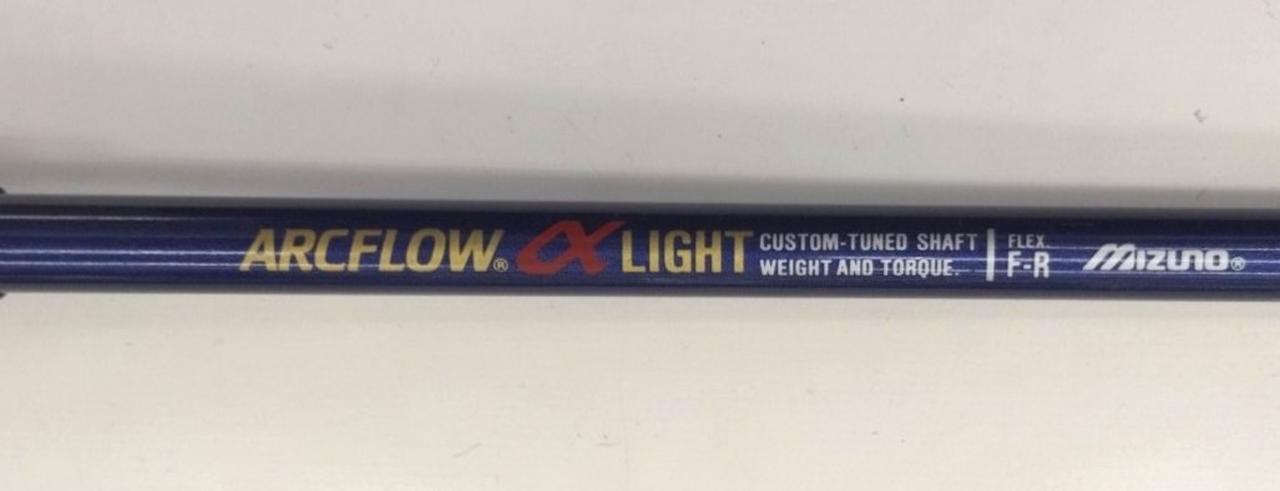 ARCFLOW® α LIGHT
CUSTOM-TUNED SHAFT
WEIGHT AND TORQUE.
FLEX.
F-R
MIZUNO®